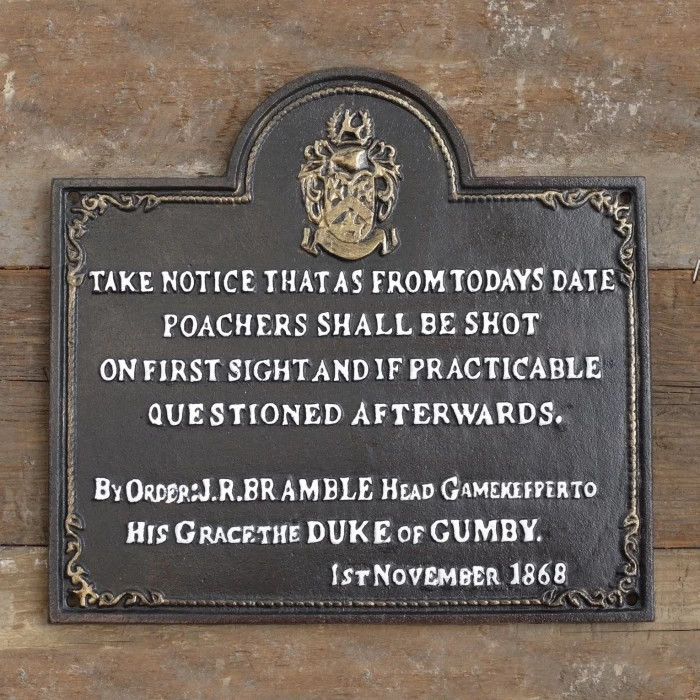 TAKE NOTICE THAT AS FROM TODAYS DATE
POACHERS SHALL BE SHOT
ON FIRST SIGHT AND IF PRACTICABLE
QUESTIONED AFTERWARDS.
BY ORDER: J.R. BRAMBLE HEAD GAMEKEEPER TO
HIS GRACE THE DUKE OF GUMBY.
1ST NOVEMBER 1868